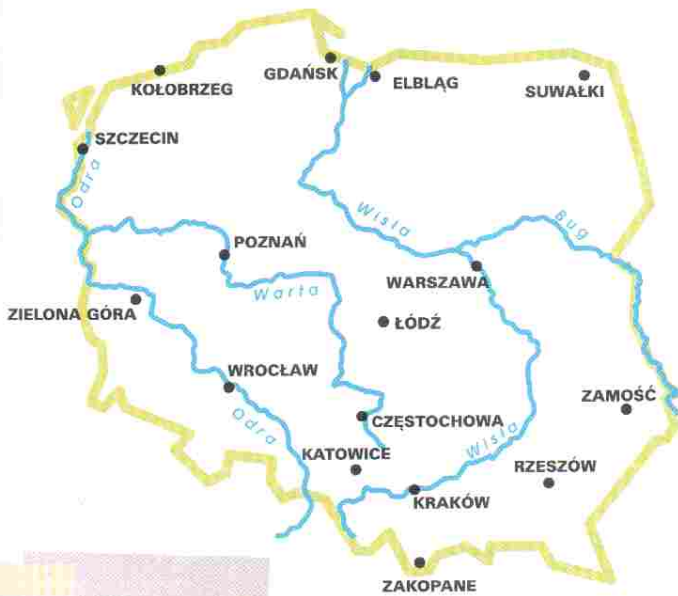 GDAŃSK
ELBLĄG
SUWAŁKI
KOŁOBRZEG
SZCZECIN
Odra
Wisła
Bug
POZNAŃ
WARSZAWA
Warta
ZIELONA GÓRA
ŁÓDŹ
WROCŁAW
ZAMOŚĆ
Odra
CZĘSTOCHOWA
Wisła
KATOWICE
RZESZÓW
KRAKÓW
ZAKOPANE